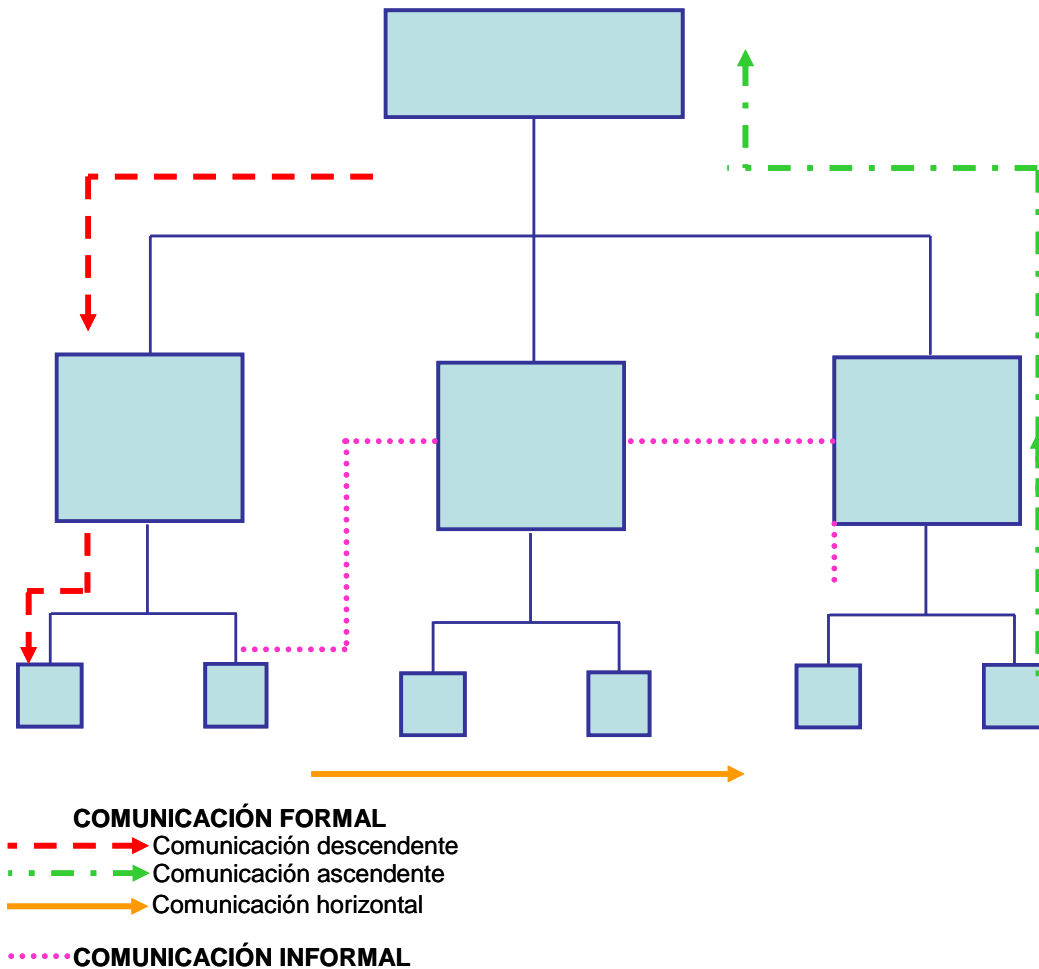 COMUNICACIÓN FORMAL
Comunicación descendente
Comunicación ascendente
Comunicación horizontal
COMUNICACIÓN INFORMAL